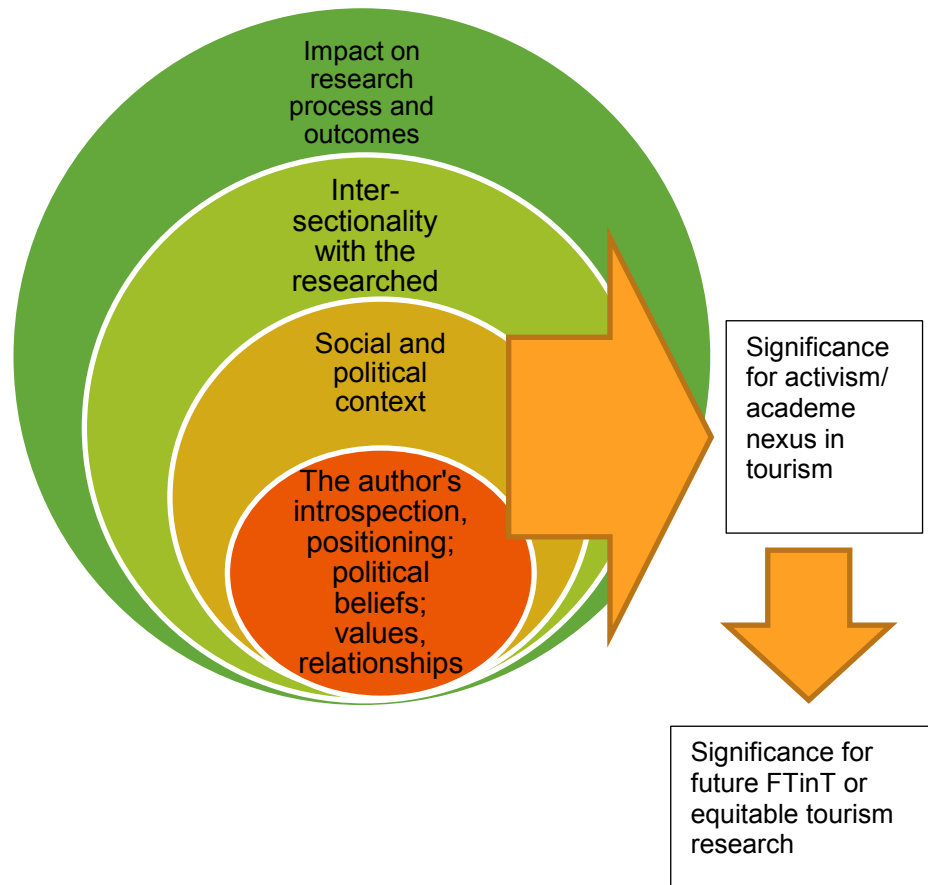 Impact on
research
process and
outcomes
Inter-
sectionality
with the
researched
Social and
political
context
The author's
introspection,
positioning;
political
beliefs;
values,
relationships
Significance
for activism/
academe
nexus in
tourism
Significance for
future FTinT or
equitable tourism
research